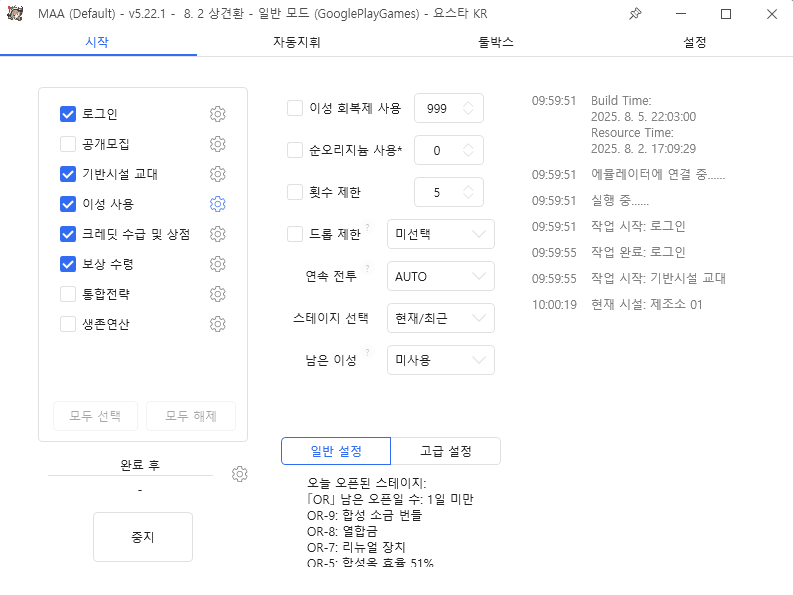 MAA (Default) - v5.22.1 - 8. 2 상견환 - 일반 모드 (GooglePlayGames) - 요스타 KR
시작
자동지휘
툴박스
설정
로그인
공개모집
기반시설 교대
이성 사용
크레딧 수급 및 상점
보상 수령
통합전략
생존연산
모두 선택
모두 해제
완료 후
-
중지
이성 회복제 사용
999
순오리지늄 사용*
0
횟수 제한
5
드롭 제한 ?
미선택
연속 전투 ?
AUTO
스테이지 선택
현재/최근
남은 이성 ?
미사용
일반 설정
고급 설정
오늘 오픈된 스테이지:
「OR」 남은 오픈일 수: 1일 미만
OR-9: 합성 소금 번들
OR-8: 열합금
OR-7: 리뉴얼 장치
OR-5: 합성옥 효율 51%
09:59:51 Build Time:
2025. 8. 5. 22:03:00
Resource Time:
2025. 8. 2. 17:09:29
09:59:51 에뮬레이터에 연결 중......
09:59:51 실행 중......
09:59:51 작업 시작: 로그인
09:59:55 작업 완료: 로그인
09:59:55 작업 시작: 기반시설 교대
10:00:19 현재 시설: 제조소 01